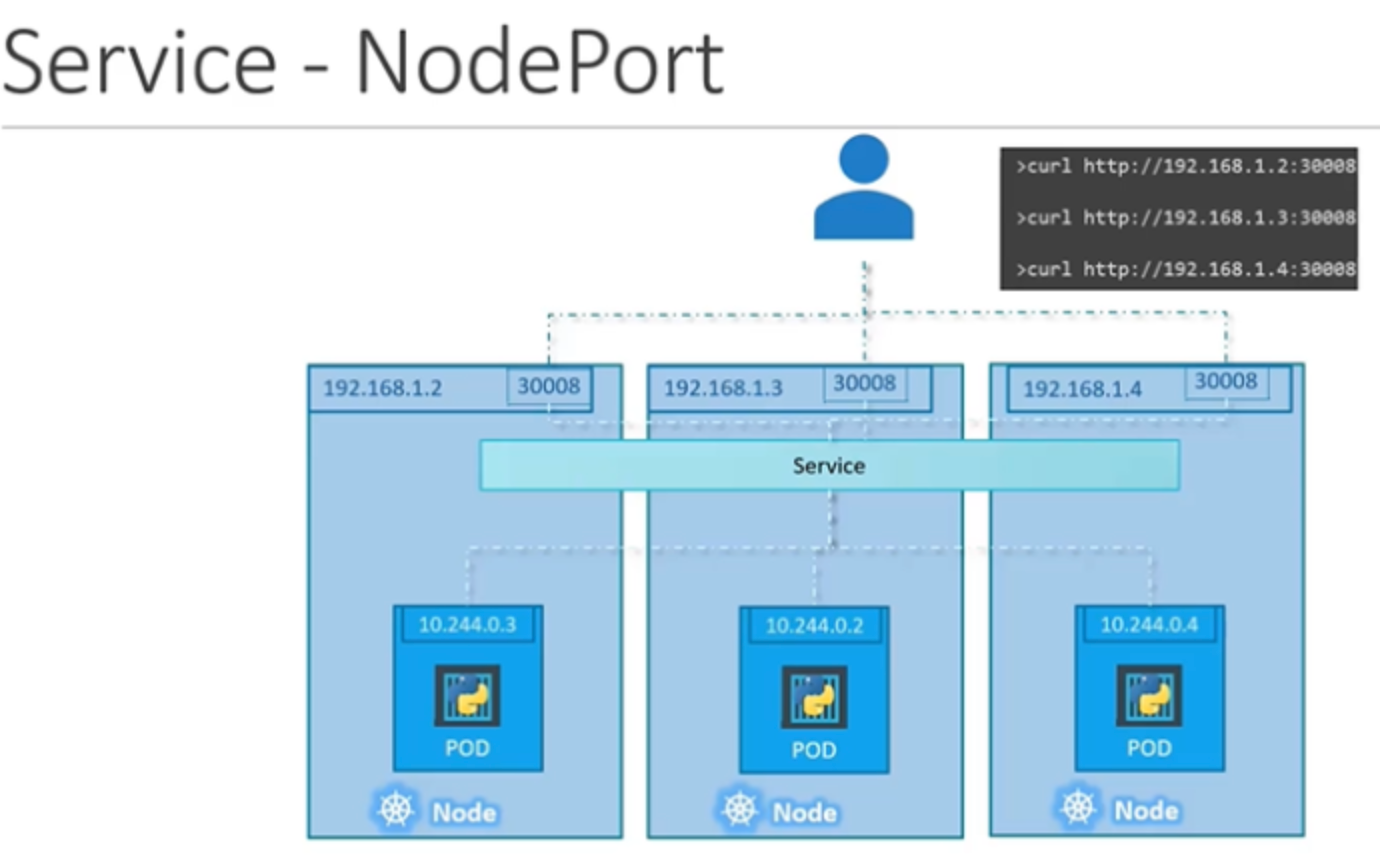 Service - NodePort
>curl http://192.168.1.2:30008
>curl http://192.168.1.3:30008
>curl http://192.168.1.4:30008
192.168.1.2 30008 192.168.1.3 30008 192.168.1.4 30008
Service
10.244.0.3 10.244.0.2 10.244.0.4
POD POD POD
Node Node Node